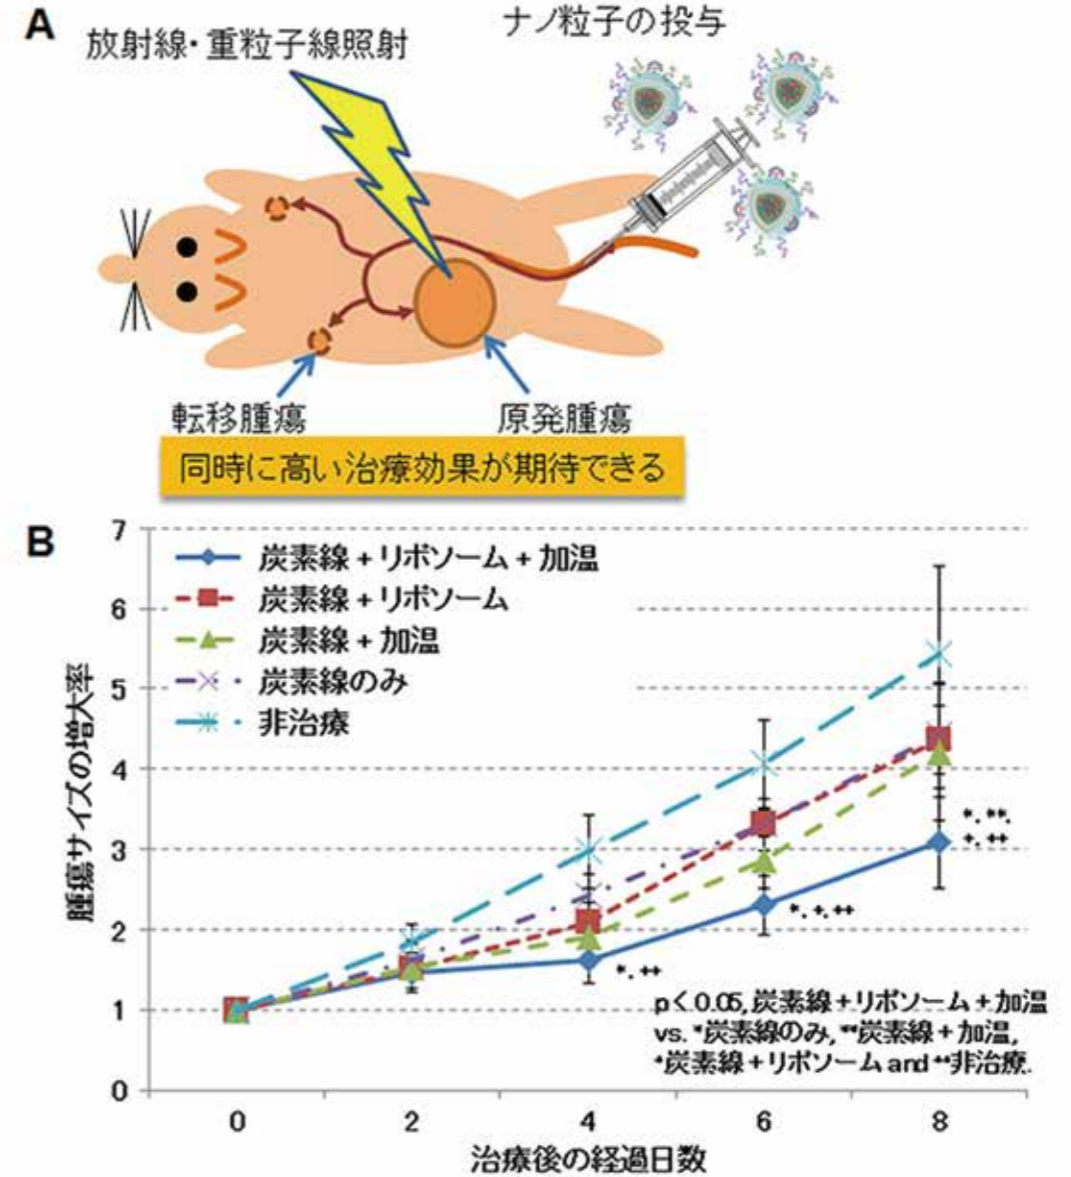 A
放射線・重粒子線照射
ナノ粒子の投与
転移腫瘍
原発腫瘍
同時に高い治療効果が期待できる
B
7
6
5
4
3
2
1
0
腫瘍サイズの増大率
炭素線+リポソーム+加温
炭素線+リポソーム
炭素線+加温
炭素線のみ
非治療
*, ++
*, +, ++
*, **,
+, ++
p<0.05, 炭素線+リポソーム+加温
vs. *炭素線のみ, **炭素線+加温,
+炭素線+リポソーム and ++非治療.
0 2 4 6 8
治療後の経過日数